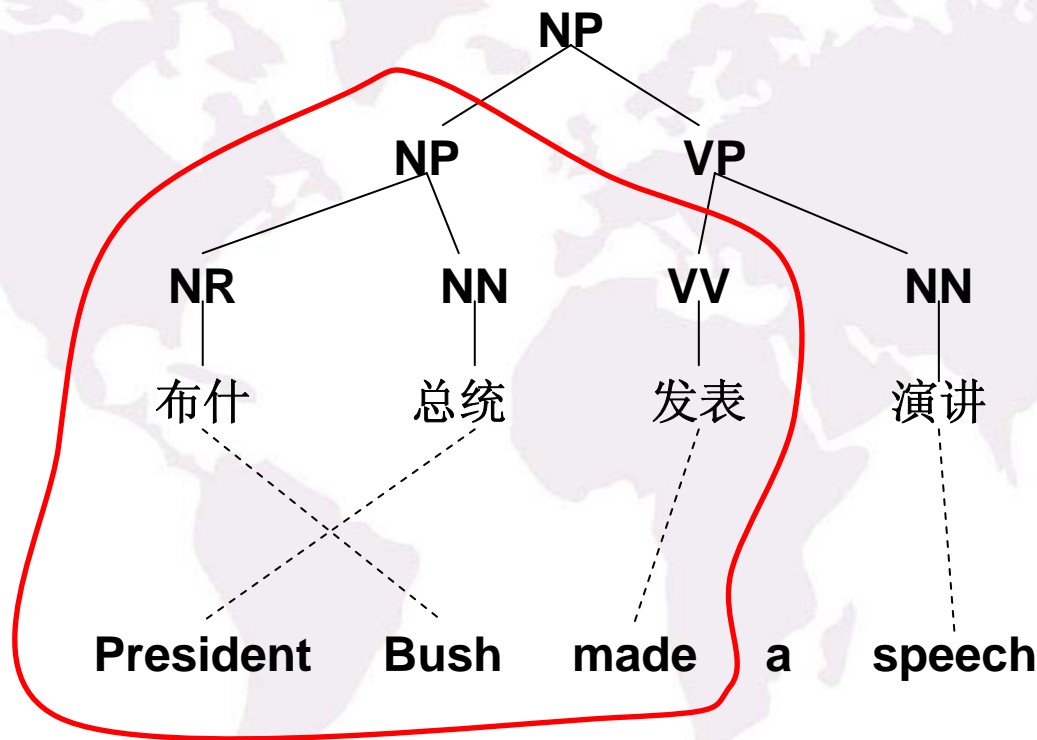 NP
NP VP
NR NN VV NN
布什 总统 发表 演讲
President Bush made a speech